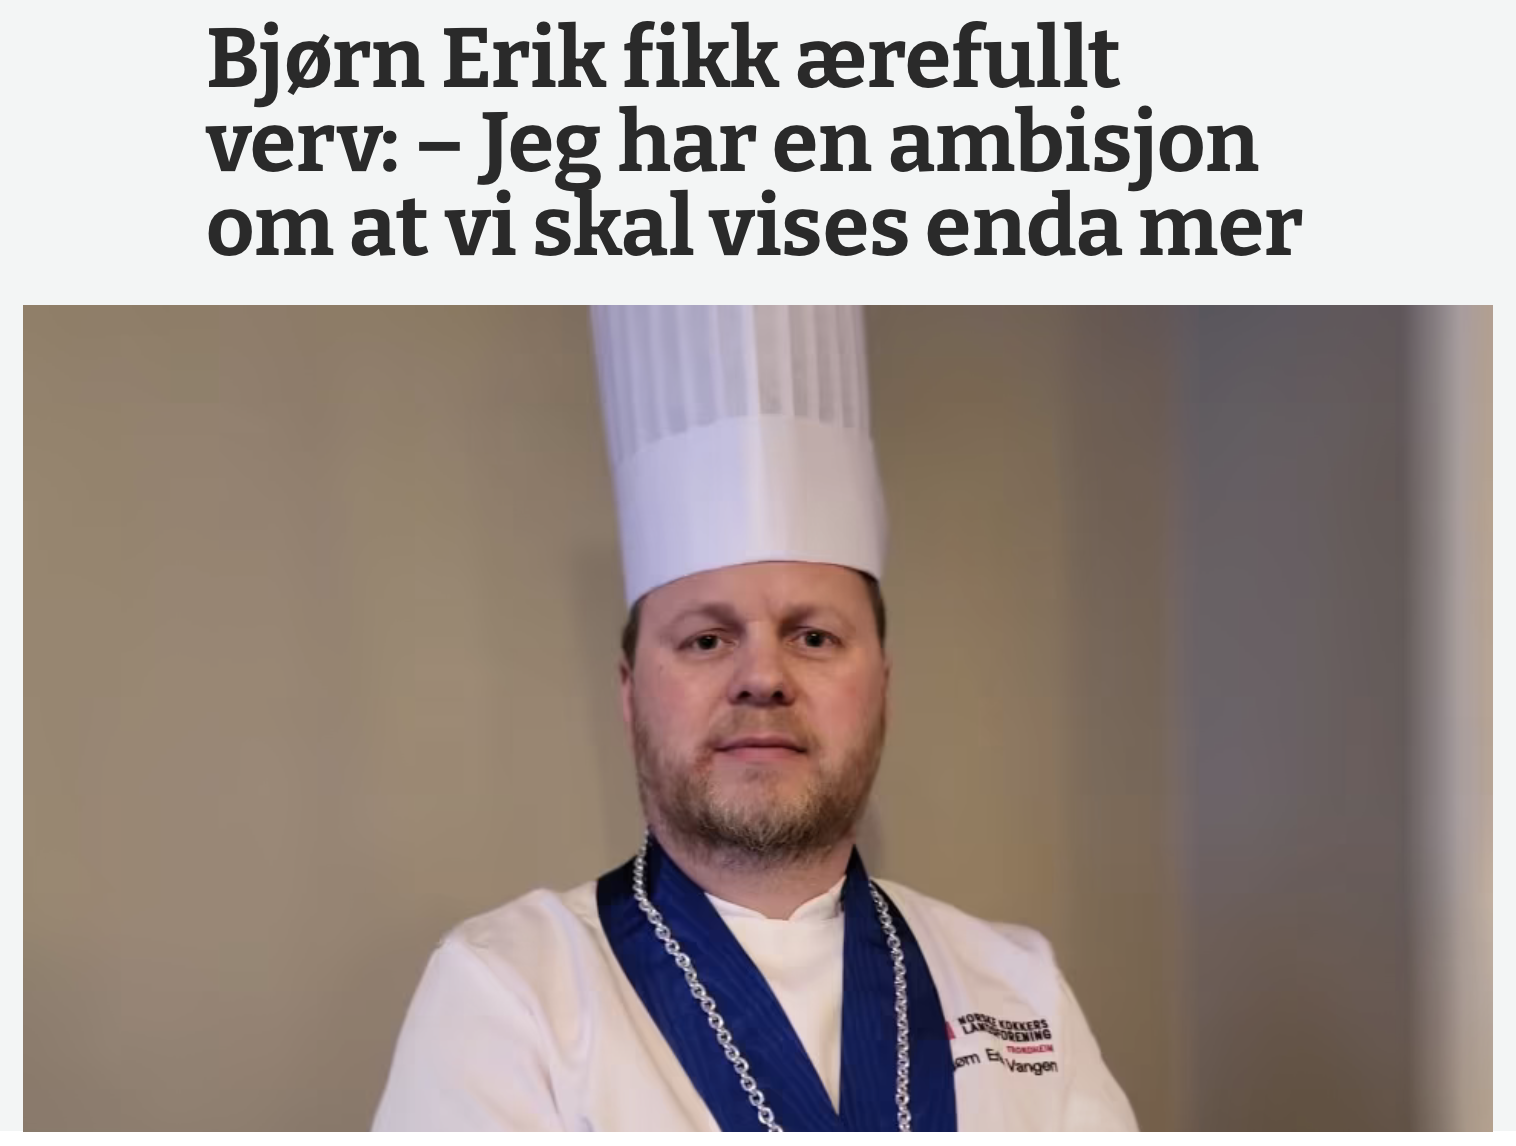 Bjørn Erik fikk ærefullt
verv: – Jeg har en ambisjon
om at vi skal vises enda mer
NORSKE KOKKERS
LANDSFORENING
TRONDHEIM
Vangen